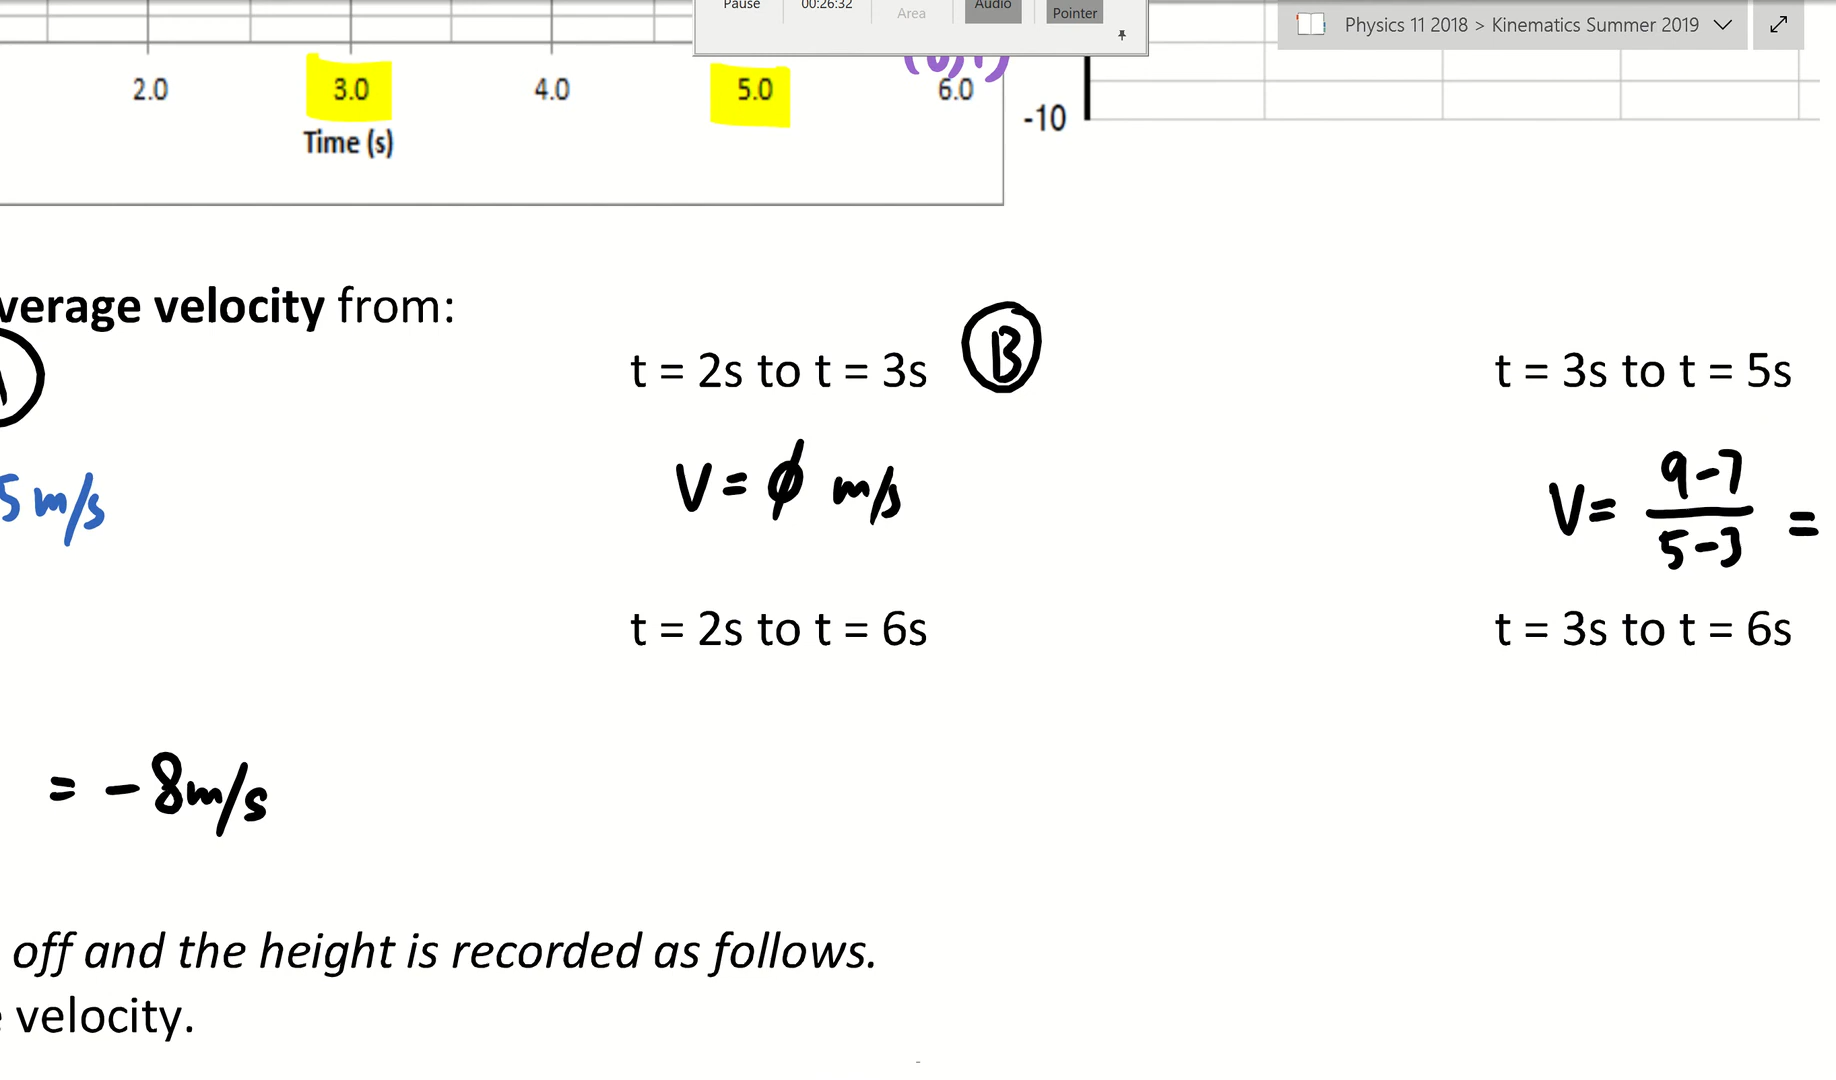 Pause 00:26:32 Area Audio Pointer
Physics 11 2018 > Kinematics Summer 2019
2.0 3.0 4.0 5.0 6.0
Time (s)
-10
verage velocity from:
t = 2s to t = 3s B
t = 3s to t = 5s
5 m/s
V = ϕ m/s
V = 9-7 / 5-3 =
t = 2s to t = 6s
t = 3s to t = 6s
= -8m/s
off and the height is recorded as follows.
velocity.